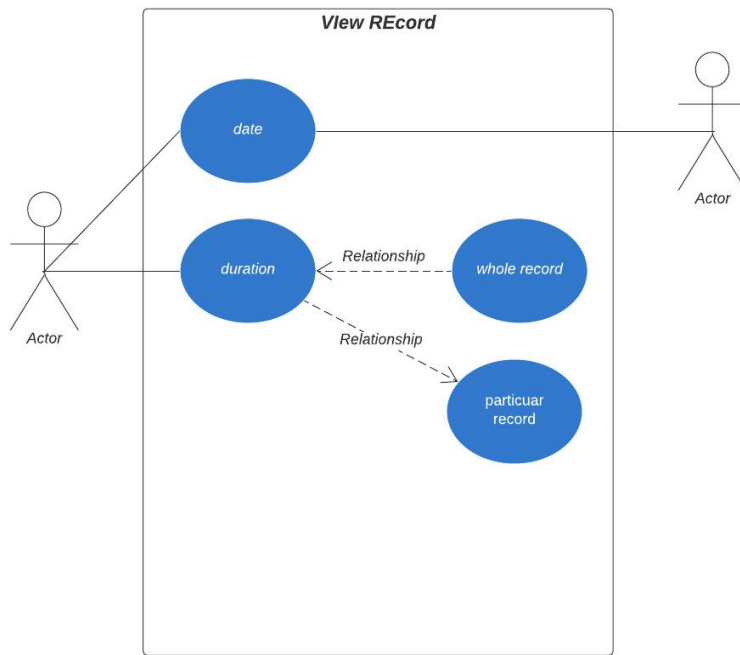 VIew REcord
date
Actor
duration
Relationship
whole record
Actor
Relationship
particuar
record